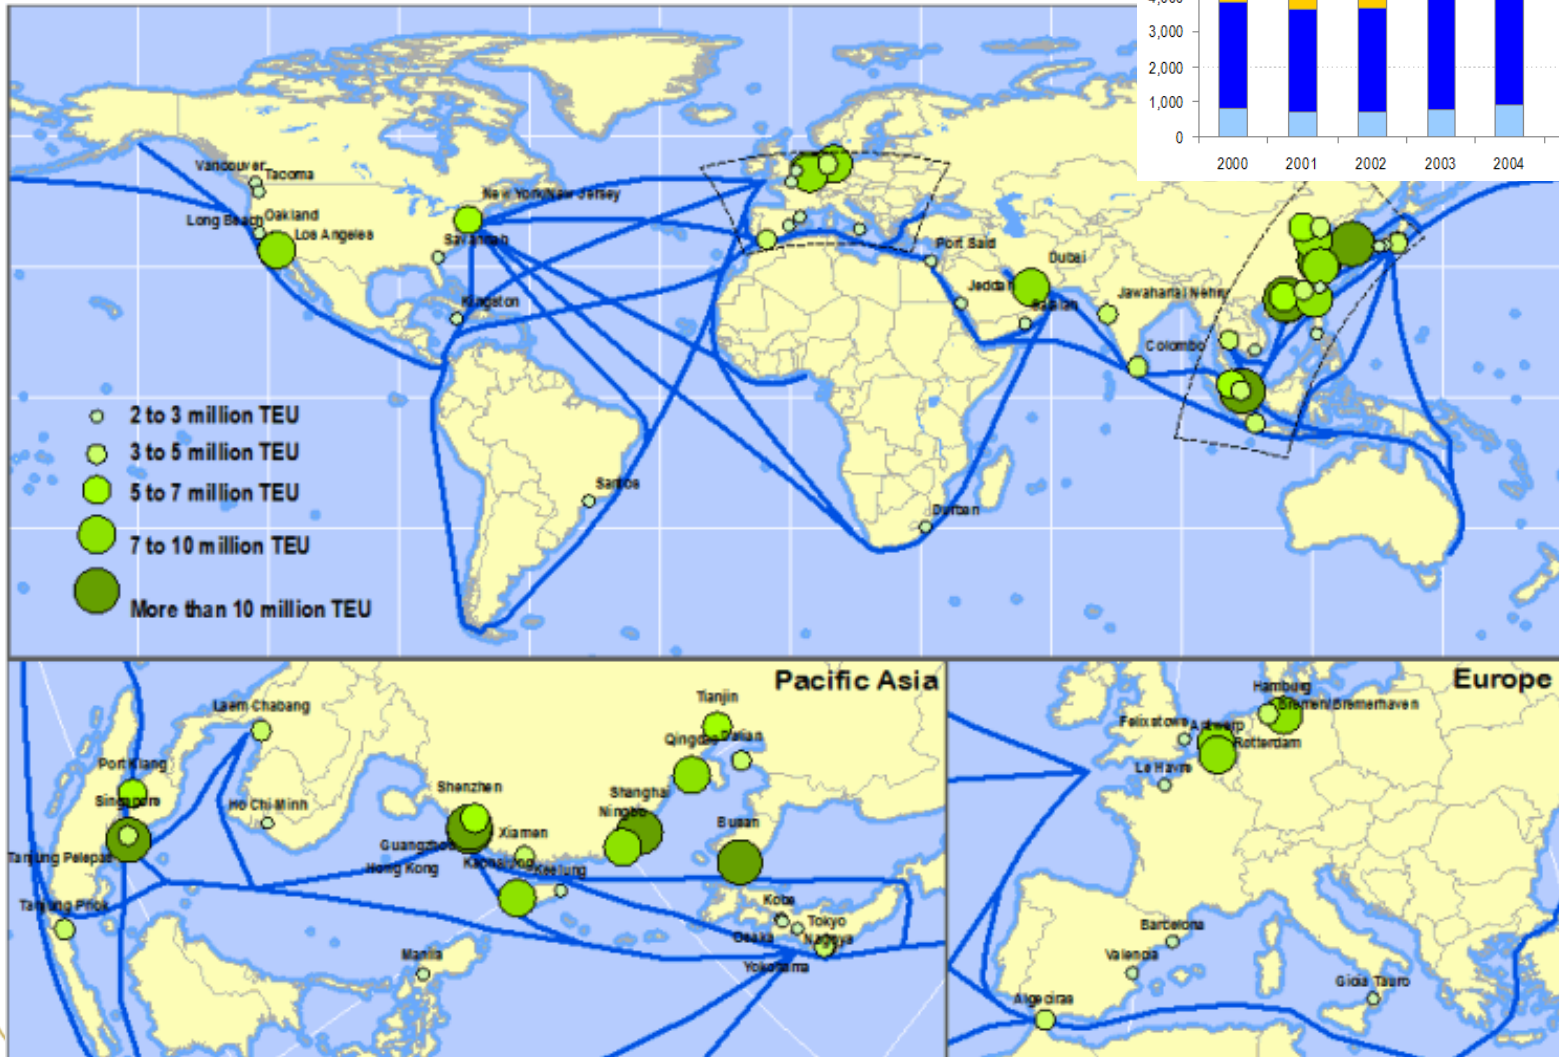 4,000
3,000
2,000
1,000
0
2000 2001 2002 2003 2004
Vancouver
Tacoma
New York/New Jersey
Long Beach
Oakland
Los Angeles
Savannah
Port Said
Dubai
Kingston
Jeddah
Salalah
Jawaharlal Nehru
Colombo
2 to 3 million TEU
3 to 5 million TEU
5 to 7 million TEU
7 to 10 million TEU
More than 10 million TEU
Santos
Durban
Pacific Asia
Laem Chabang
Tianjin
Qingdao
Dalian
Port Klang
Singapore
Ho Chi Minh
Shenzhen
Shanghai
Ningbo
Xiamen
Busan
Guangzhou
Hong Kong
Kaohsiung
Keelung
Tanjung Pelepas
Tanjung Priok
Kobe
Tokyo
Osaka
Nagoya
Yokohama
Manila
Europe
Hamburg
Bremen/Bremerhaven
Felixstowe
Antwerp
Rotterdam
Le Havre
Barcelona
Valencia
Algeciras
Gioia Tauro